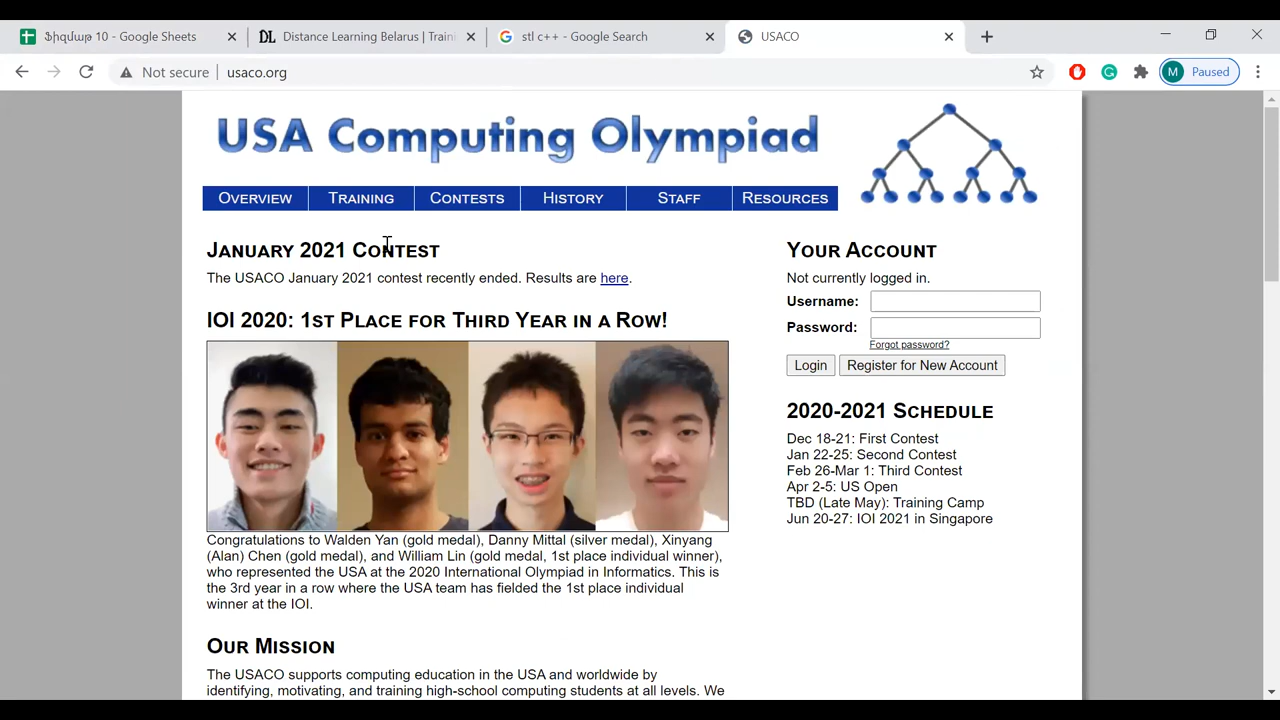 Ֆիզմաթ 10 - Google Sheets
DL
Distance Learning Belarus | Traini
stl c++ - Google Search
USACO
Not secure
usaco.org
M
Paused
USA Computing Olympiad
OVERVIEW
TRAINING
CONTESTS
HISTORY
STAFF
RESOURCES
JANUARY 2021 CONTEST
The USACO January 2021 contest recently ended. Results are here.
IOI 2020: 1ST PLACE FOR THIRD YEAR IN A ROW!
Congratulations to Walden Yan (gold medal), Danny Mittal (silver medal), Xinyang
(Alan) Chen (gold medal), and William Lin (gold medal, 1st place individual winner),
who represented the USA at the 2020 International Olympiad in Informatics. This is
the 3rd year in a row where the USA team has fielded the 1st place individual
winner at the IOI.
OUR MISSION
The USACO supports computing education in the USA and worldwide by
identifying, motivating, and training high-school computing students at all levels. We
YOUR ACCOUNT
Not currently logged in.
Username:
Password:
Forgot password?
Login
Register for New Account
2020-2021 SCHEDULE
Dec 18-21: First Contest
Jan 22-25: Second Contest
Feb 26-Mar 1: Third Contest
Apr 2-5: US Open
TBD (Late May): Training Camp
Jun 20-27: IOI 2021 in Singapore